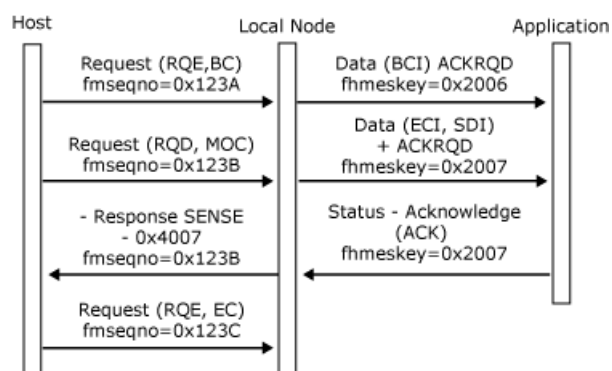 Host
Local Node
Application
Request (RQE,BC)
fmseqno=0x123A
Data (BCI) ACKRQD
fhmeskey=0x2006
Request (RQD, MOC)
fmseqno=0x123B
Data (ECI, SDI)
+ ACKRQD
fhmeskey=0x2007
- Response SENSE
- 0x4007
fmseqno=0x123B
Status - Acknowledge
(ACK)
fhmeskey=0x2007
Request (RQE, EC)
fmseqno=0x123C